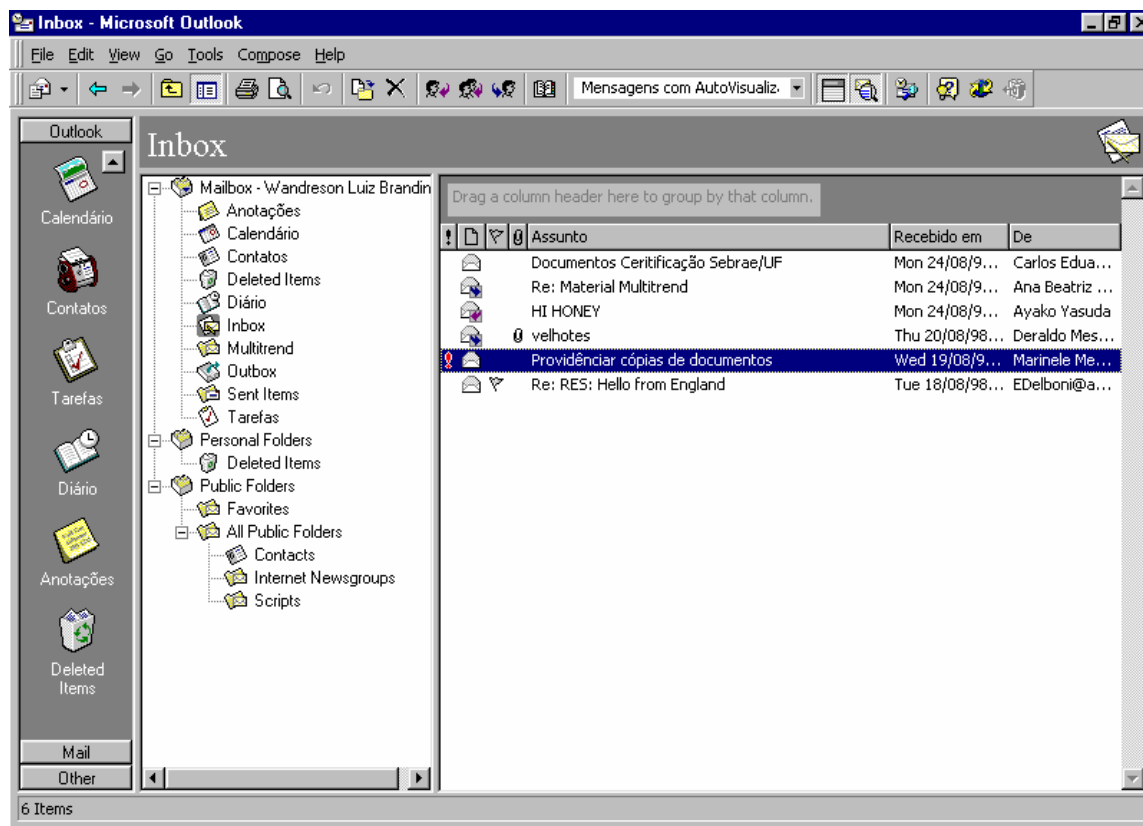 Inbox - Microsoft Outlook
File Edit View Go Tools Compose Help
Mensagens com AutoVisualiz.
Outlook
Calendário
Contatos
Tarefas
Diário
Anotações
Deleted
Items
Mail
Other
Inbox
Mailbox - Wandreson Luiz Brandin
Anotações
Calendário
Contatos
Deleted Items
Diário
Inbox
Multitrend
Outbox
Sent Items
Tarefas
Personal Folders
Deleted Items
Public Folders
Favorites
All Public Folders
Contacts
Internet Newsgroups
Scripts
Drag a column header here to group by that column.
! Assunto Recebido em De
Documentos Ceritificação Sebrae/UF Mon 24/08/9... Carlos Edua...
Re: Material Multitrend Mon 24/08/9... Ana Beatriz ...
HI HONEY Mon 24/08/9... Ayako Yasuda
velhotes Thu 20/08/98... Deraldo Mes...
Providênciar cópias de documentos Wed 19/08/9... Marinele Me...
Re: RES: Hello from England Tue 18/08/98... EDelboni@a...
6 Items